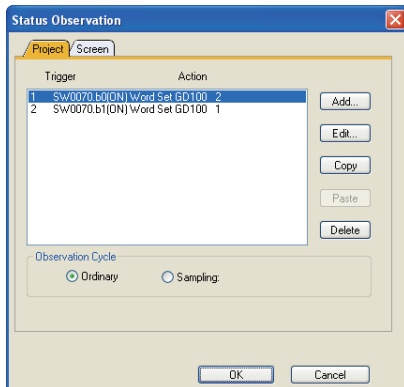 Status Observation
Project Screen
Trigger Action
1 SW0070.b0(ON) Word Set GD100 2
2 SW0070.b1(ON) Word Set GD100 1
Add...
Edit...
Copy
Paste
Delete
Observation Cycle
Ordinary Sampling:
OK Cancel